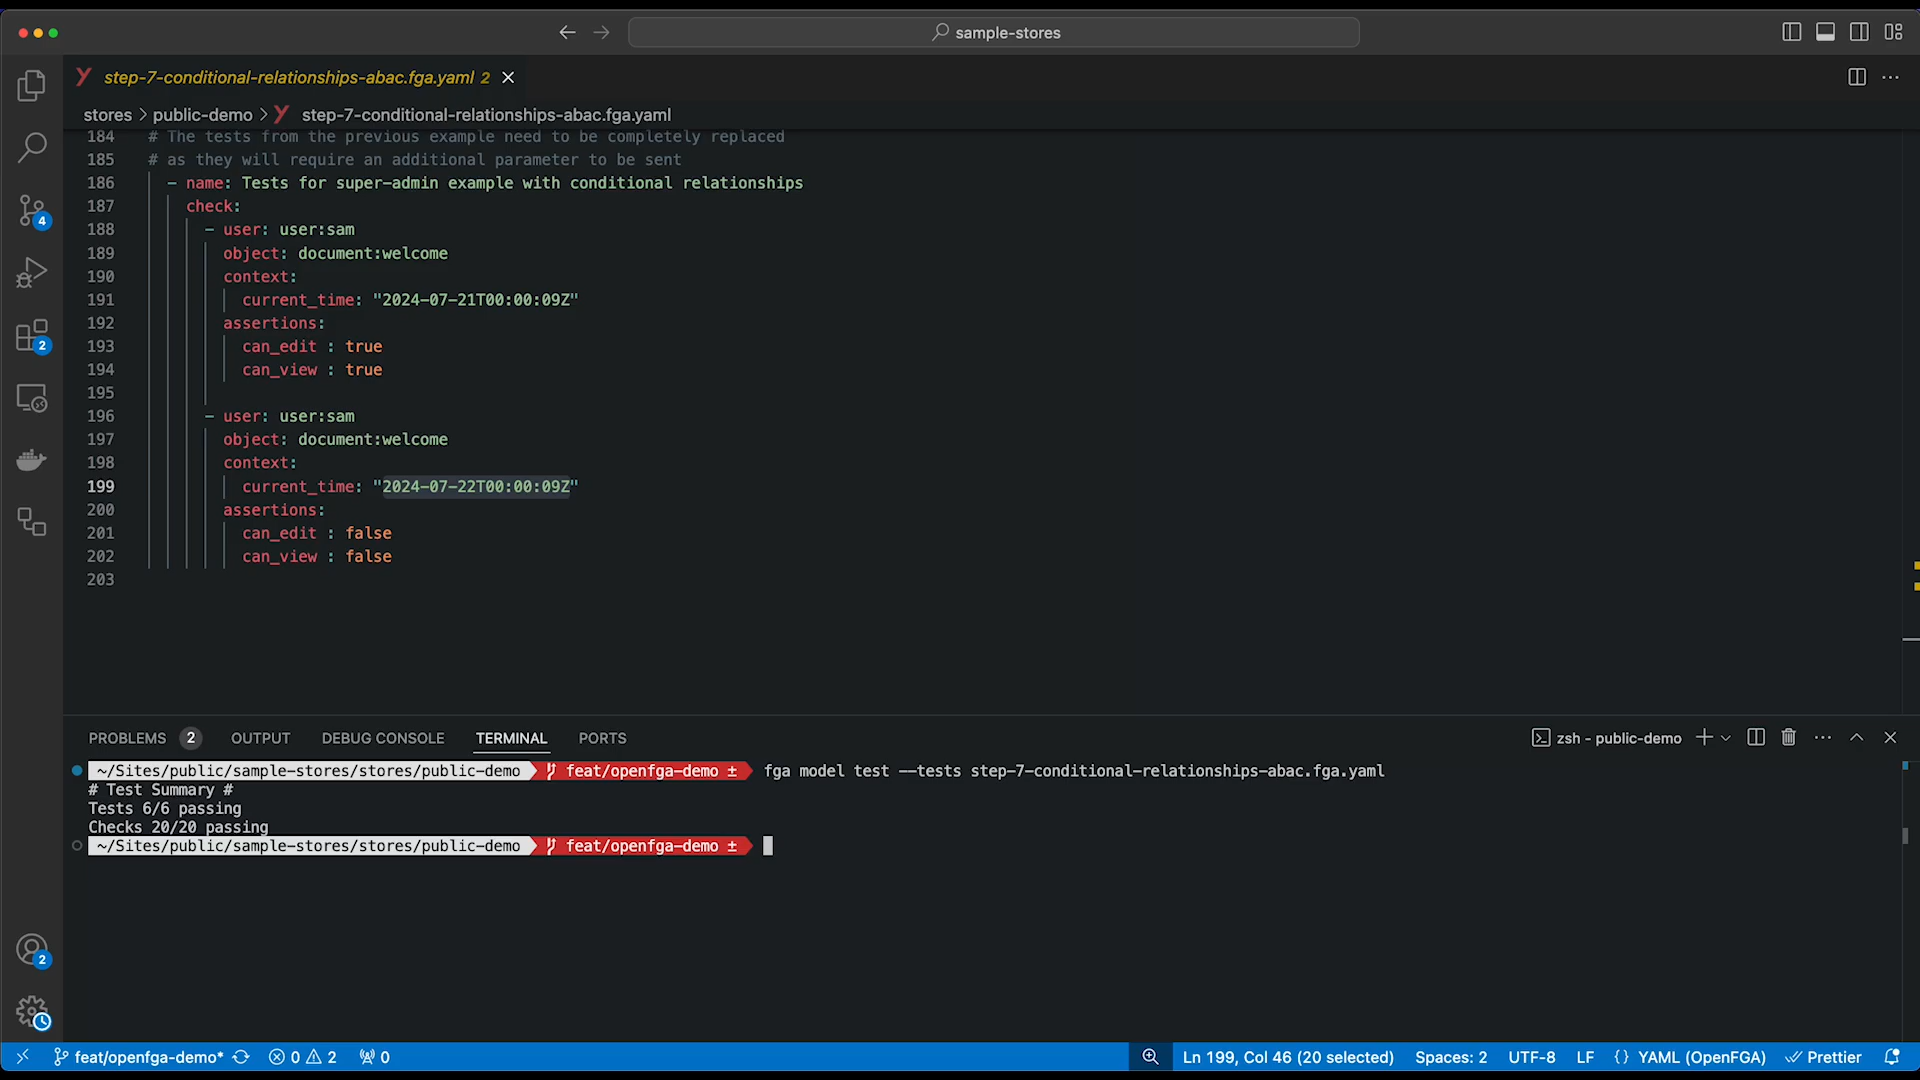 sample-stores
step-7-conditional-relationships-abac.fga.yaml 2
stores > public-demo > step-7-conditional-relationships-abac.fga.yaml
184 # The tests from the previous example need to be completely replaced
185 # as they will require an additional parameter to be sent
186 - name: Tests for super-admin example with conditional relationships
187 check:
188 - user: user:sam
189 object: document:welcome
190 context:
191 current_time: "2024-07-21T00:00:09Z"
192 assertions:
193 can_edit : true
194 can_view : true
195
196 - user: user:sam
197 object: document:welcome
198 context:
199 current_time: "2024-07-22T00:00:09Z"
200 assertions:
201 can_edit : false
202 can_view : false
203
4
2
2
PROBLEMS 2 OUTPUT DEBUG CONSOLE TERMINAL PORTS zsh - public-demo
~/Sites/public/sample-stores/stores/public-demo feat/openfga-demo ± fga model test --tests step-7-conditional-relationships-abac.fga.yaml
# Test Summary #
Tests 6/6 passing
Checks 20/20 passing
~/Sites/public/sample-stores/stores/public-demo feat/openfga-demo ±
feat/openfga-demo* 0 2 0 Ln 199, Col 46 (20 selected) Spaces: 2 UTF-8 LF {} YAML (OpenFGA) Prettier